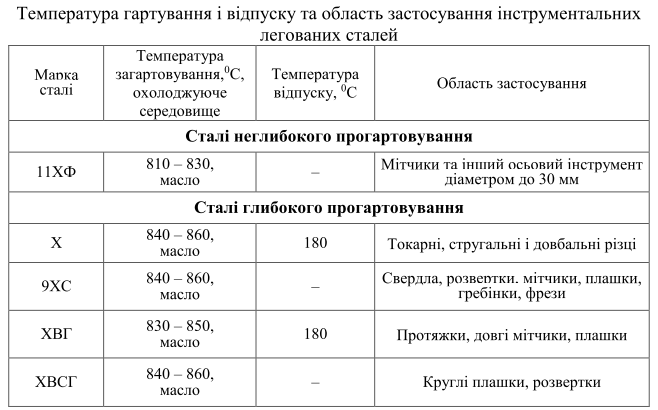 Температура гартування і відпуску та область застосування інструментальних
легованих сталей
Марка
сталі
Температура
загартовування,⁰С,
охолоджуюче
середовище
Температура
відпуску, ⁰С
Область застосування
Сталі неглибокого прогартовування
11ХФ
810 – 830,
масло
–
Мітчики та інший осьовий інструмент
діаметром до 30 мм
Сталі глибокого прогартовування
Х
840 – 860,
масло
180
Токарні, стругальні і довбальні різці
9ХС
840 – 860,
масло
–
Свердла, розвертки, мітчики, плашки,
гребінки, фрези
ХВГ
830 – 850,
масло
180
Протяжки, довгі мітчики, плашки
ХВСГ
840 – 860,
масло
–
Круглі плашки, розвертки